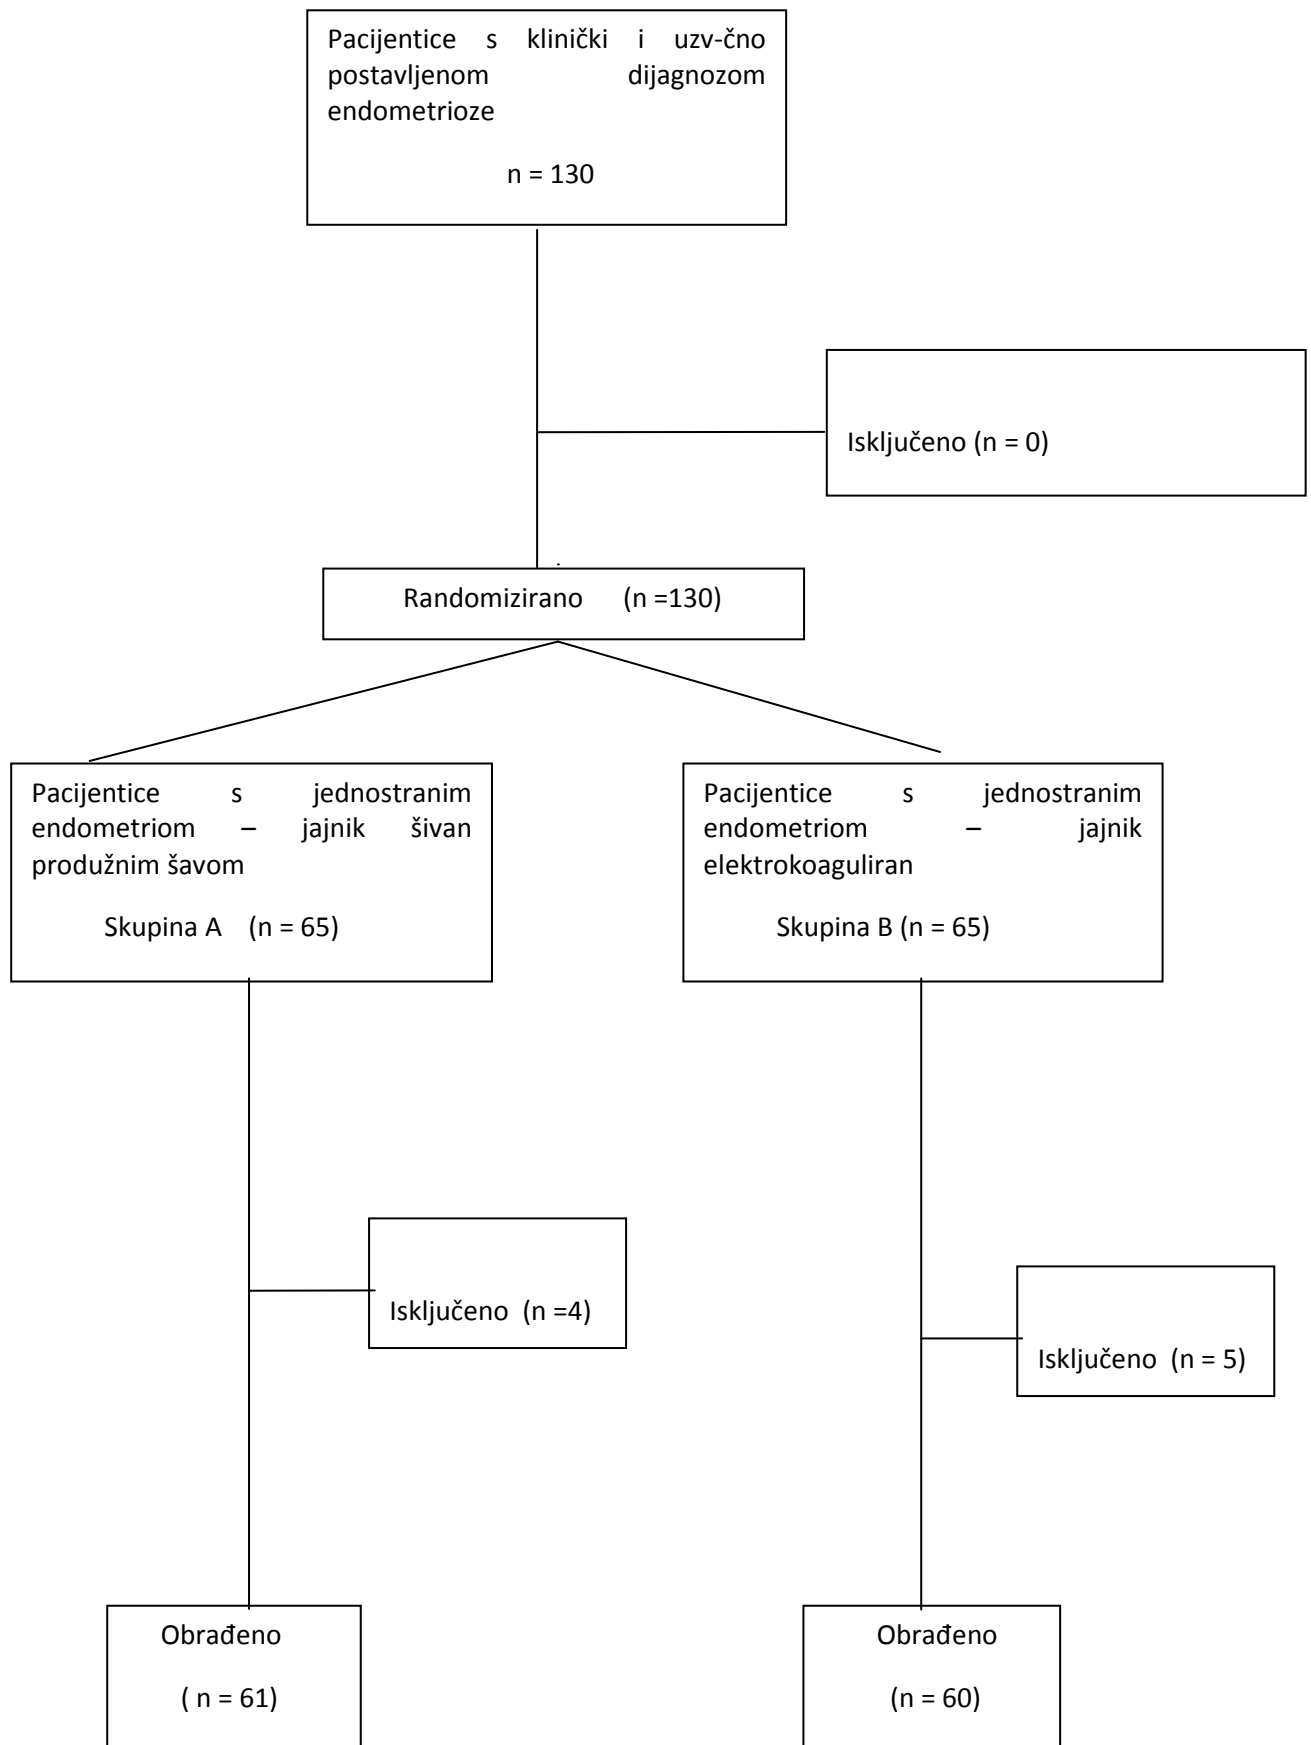 Pacijentice s klinički i uzv-čno
postavljenom dijagnozom
endometrioze
n = 130
Isključeno (n = 0)
Randomizirano (n =130)
Pacijentice s jednostranim
endometriom – jajnik šivan
produžnim šavom
Skupina A (n = 65)
Pacijentice s jednostranim
endometriom – jajnik
elektrokoaguliran
Skupina B (n = 65)
Isključeno (n =4)
Isključeno (n = 5)
Obrađeno
( n = 61)
Obrađeno
(n = 60)